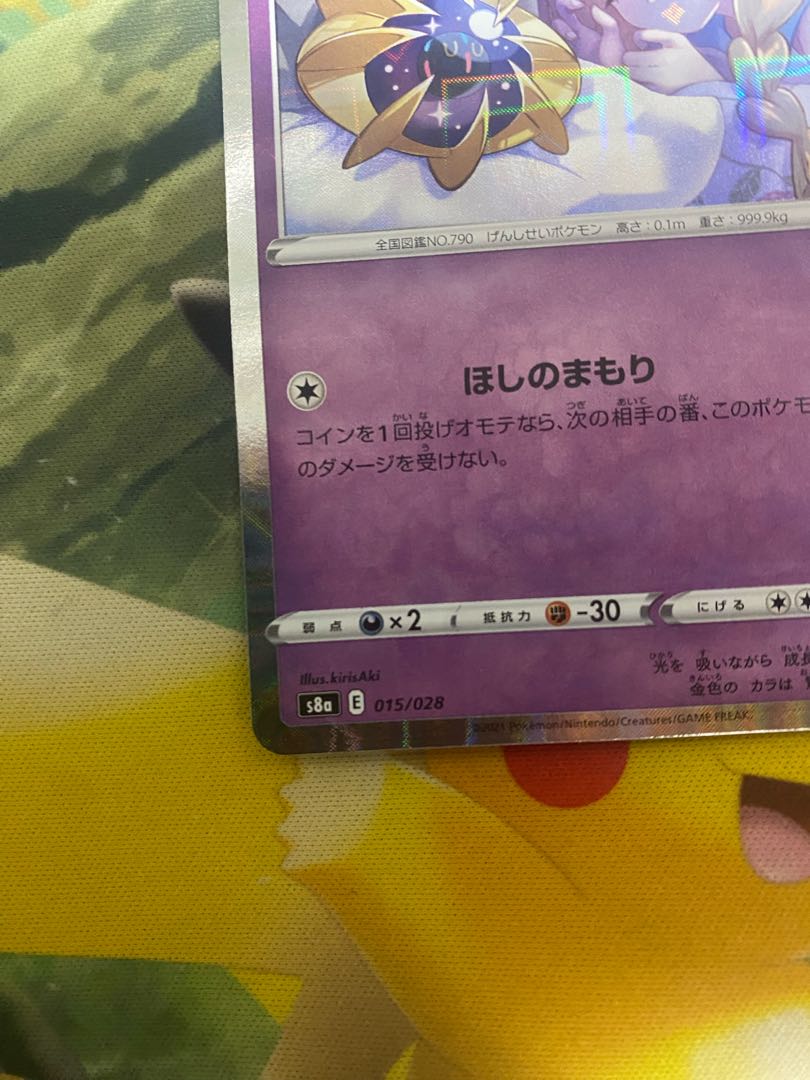 全国図鑑NO.790 げんしせいポケモン 高さ:0.1m 重さ:999.9kg
ほしのまもり
コインを1回投げオモテなら、次の相手の番、このポケモ
のダメージを受けない。
弱点 ×2 抵抗力 -30 にげる
光を 吸いながら 成長
金色の カラは
Illus.kirisAki
s8a E 015/028
©2021 Pokémon/Nintendo/Creatures/GAME FREAK.